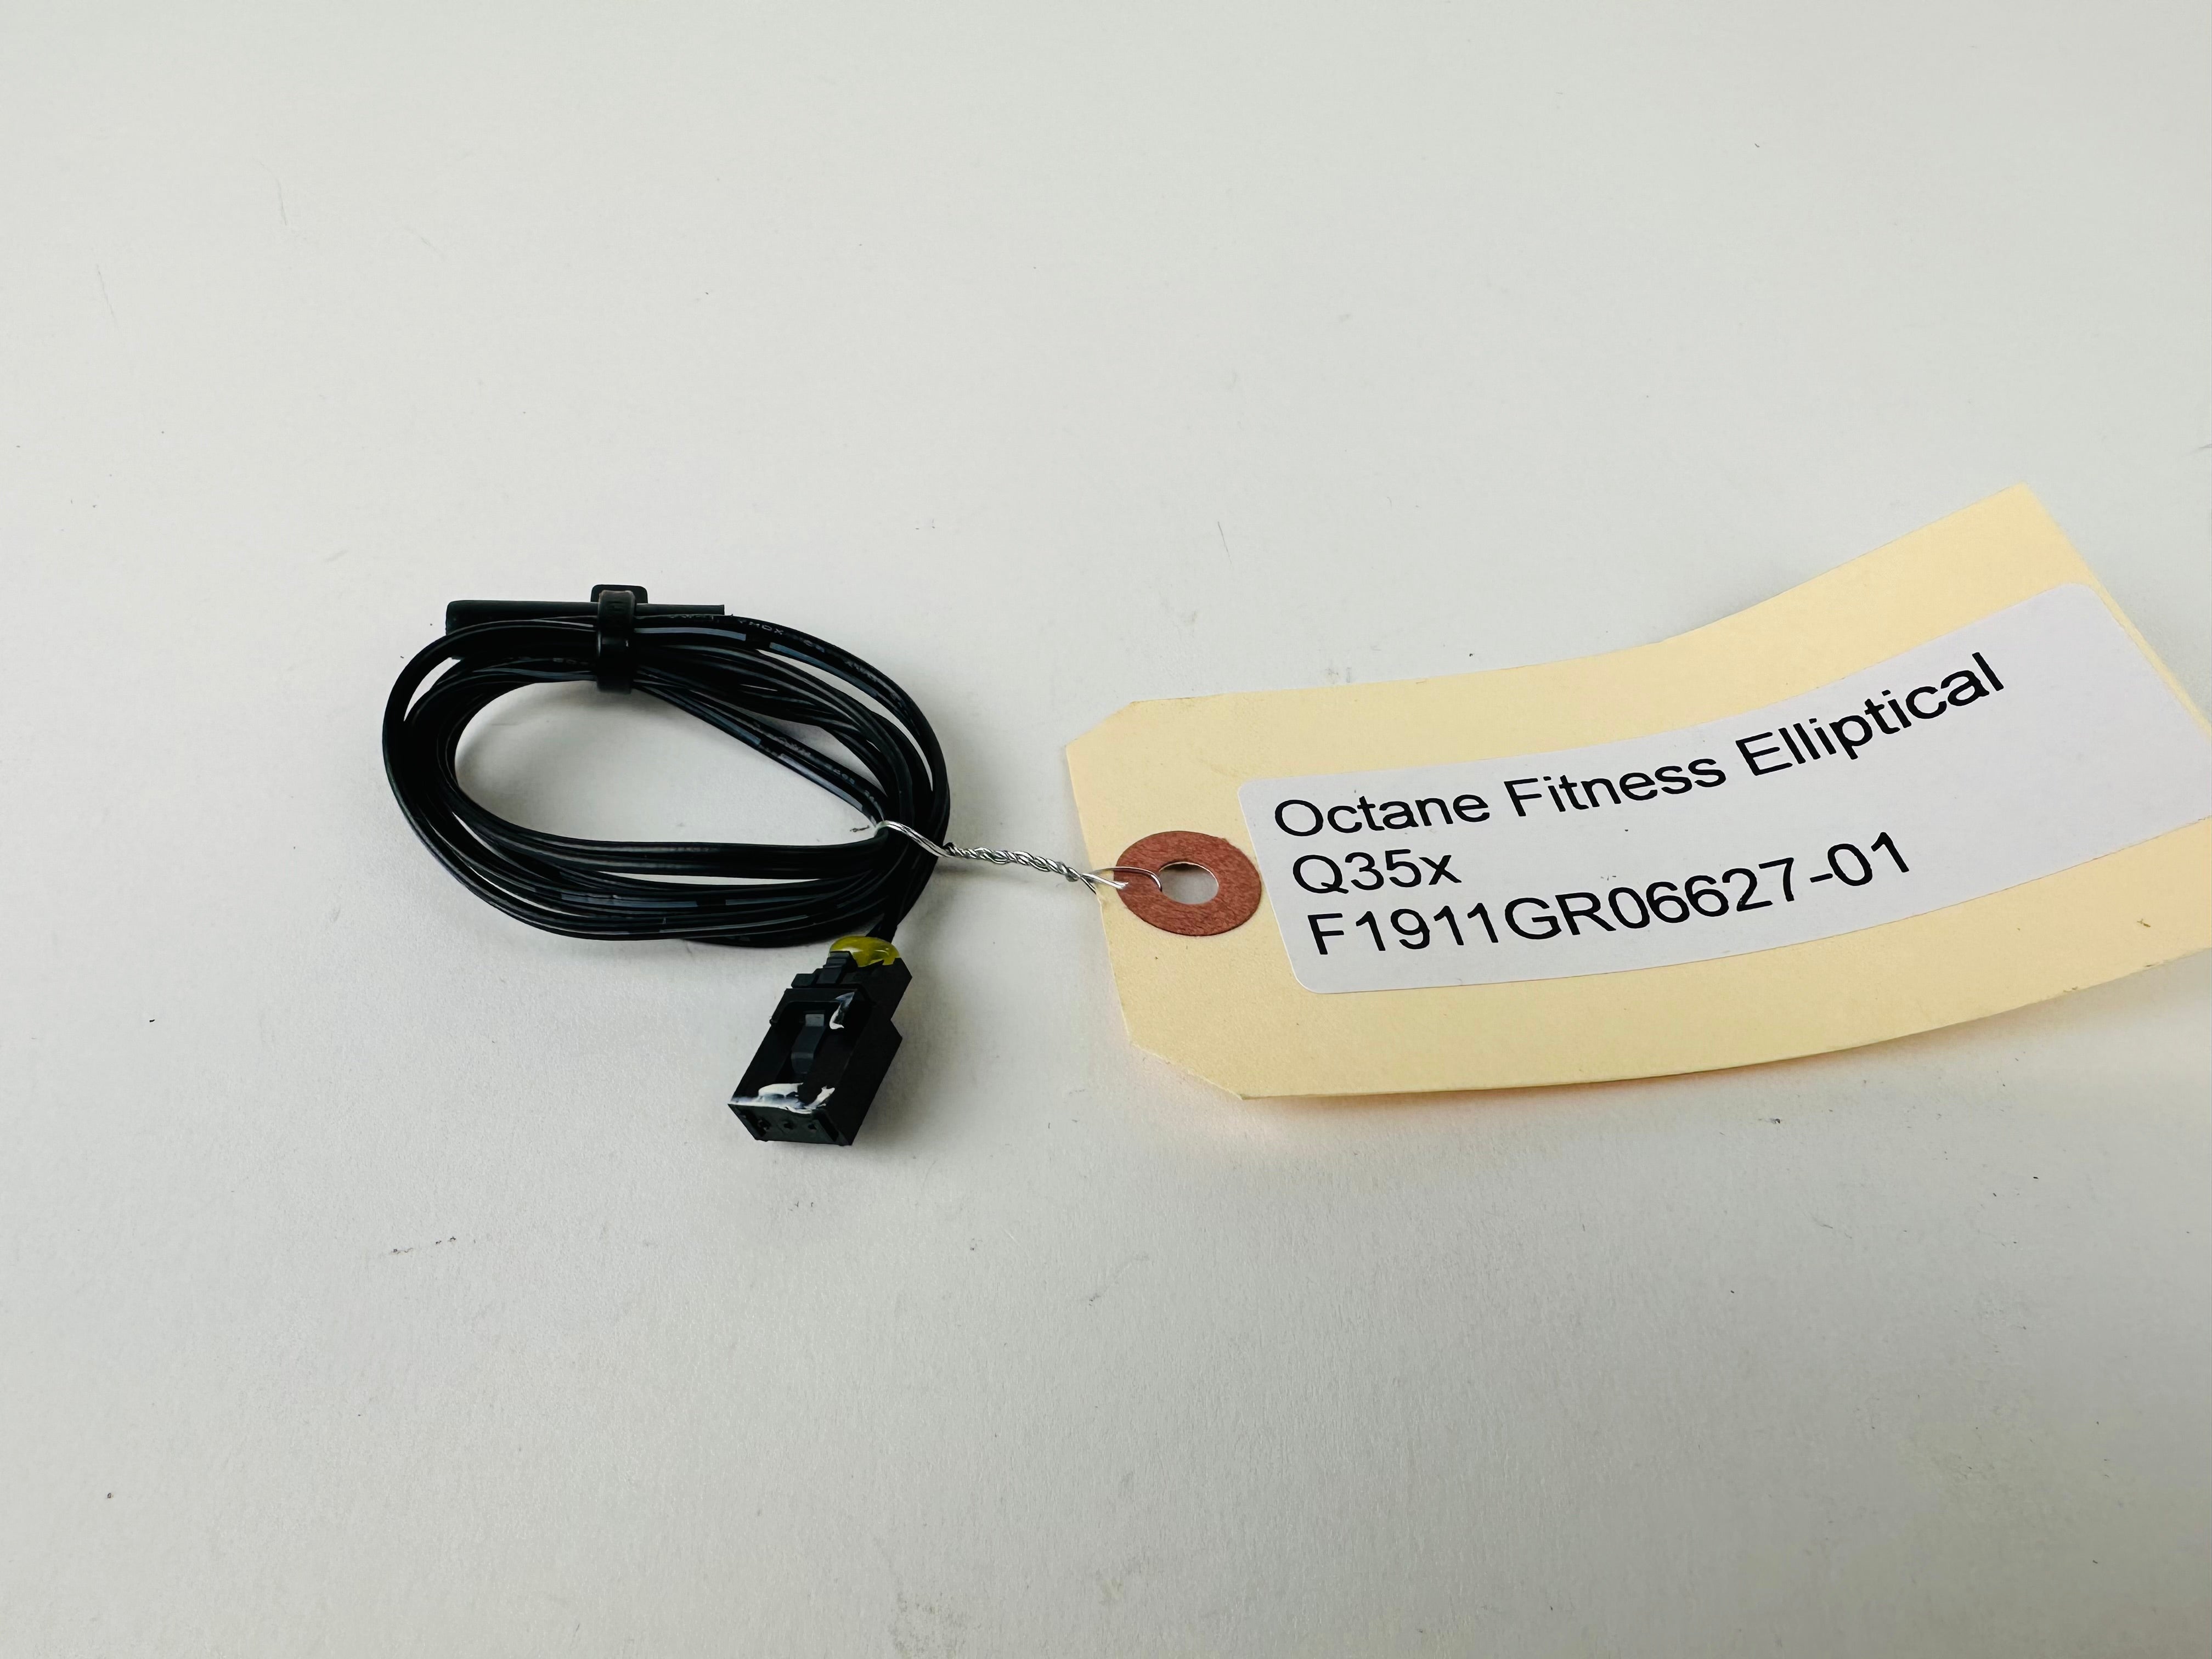 Octane Fitness Elliptical
Q35x
F1911GR06627-01